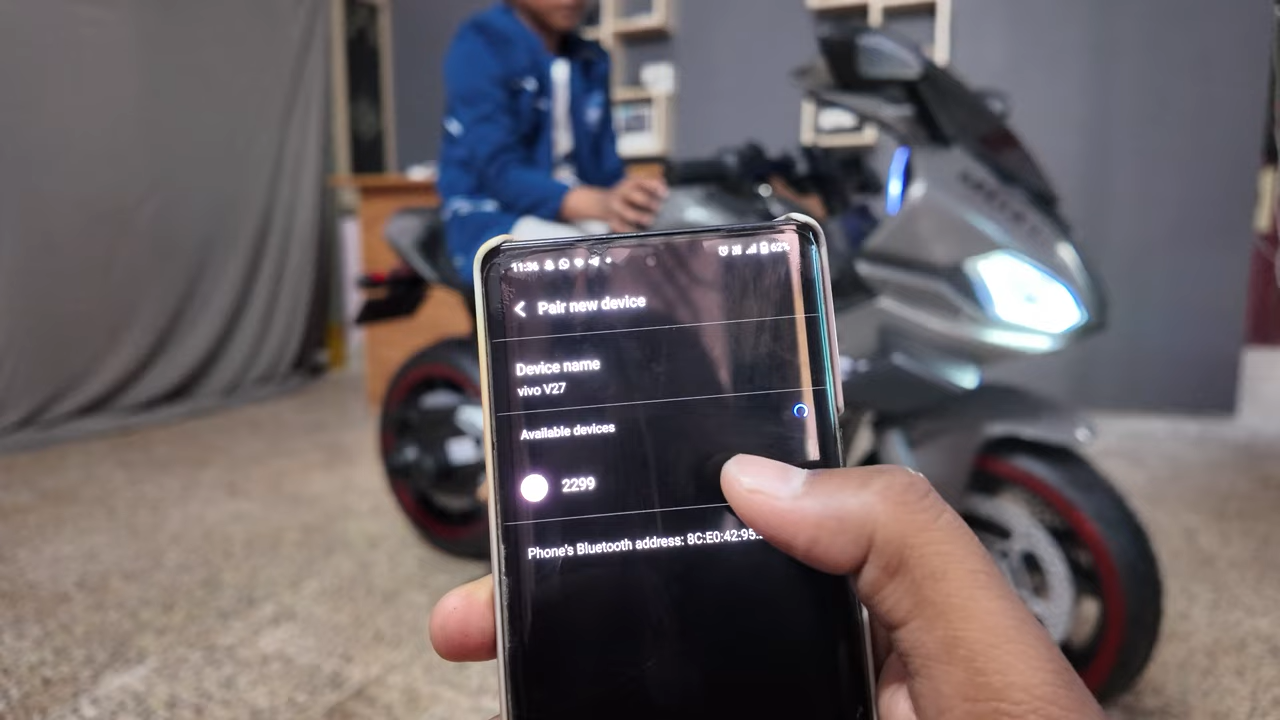 11:36
62%
Pair new device
Device name
vivo V27
Available devices
2299
Phone's Bluetooth address: 8C:E0:42:95: